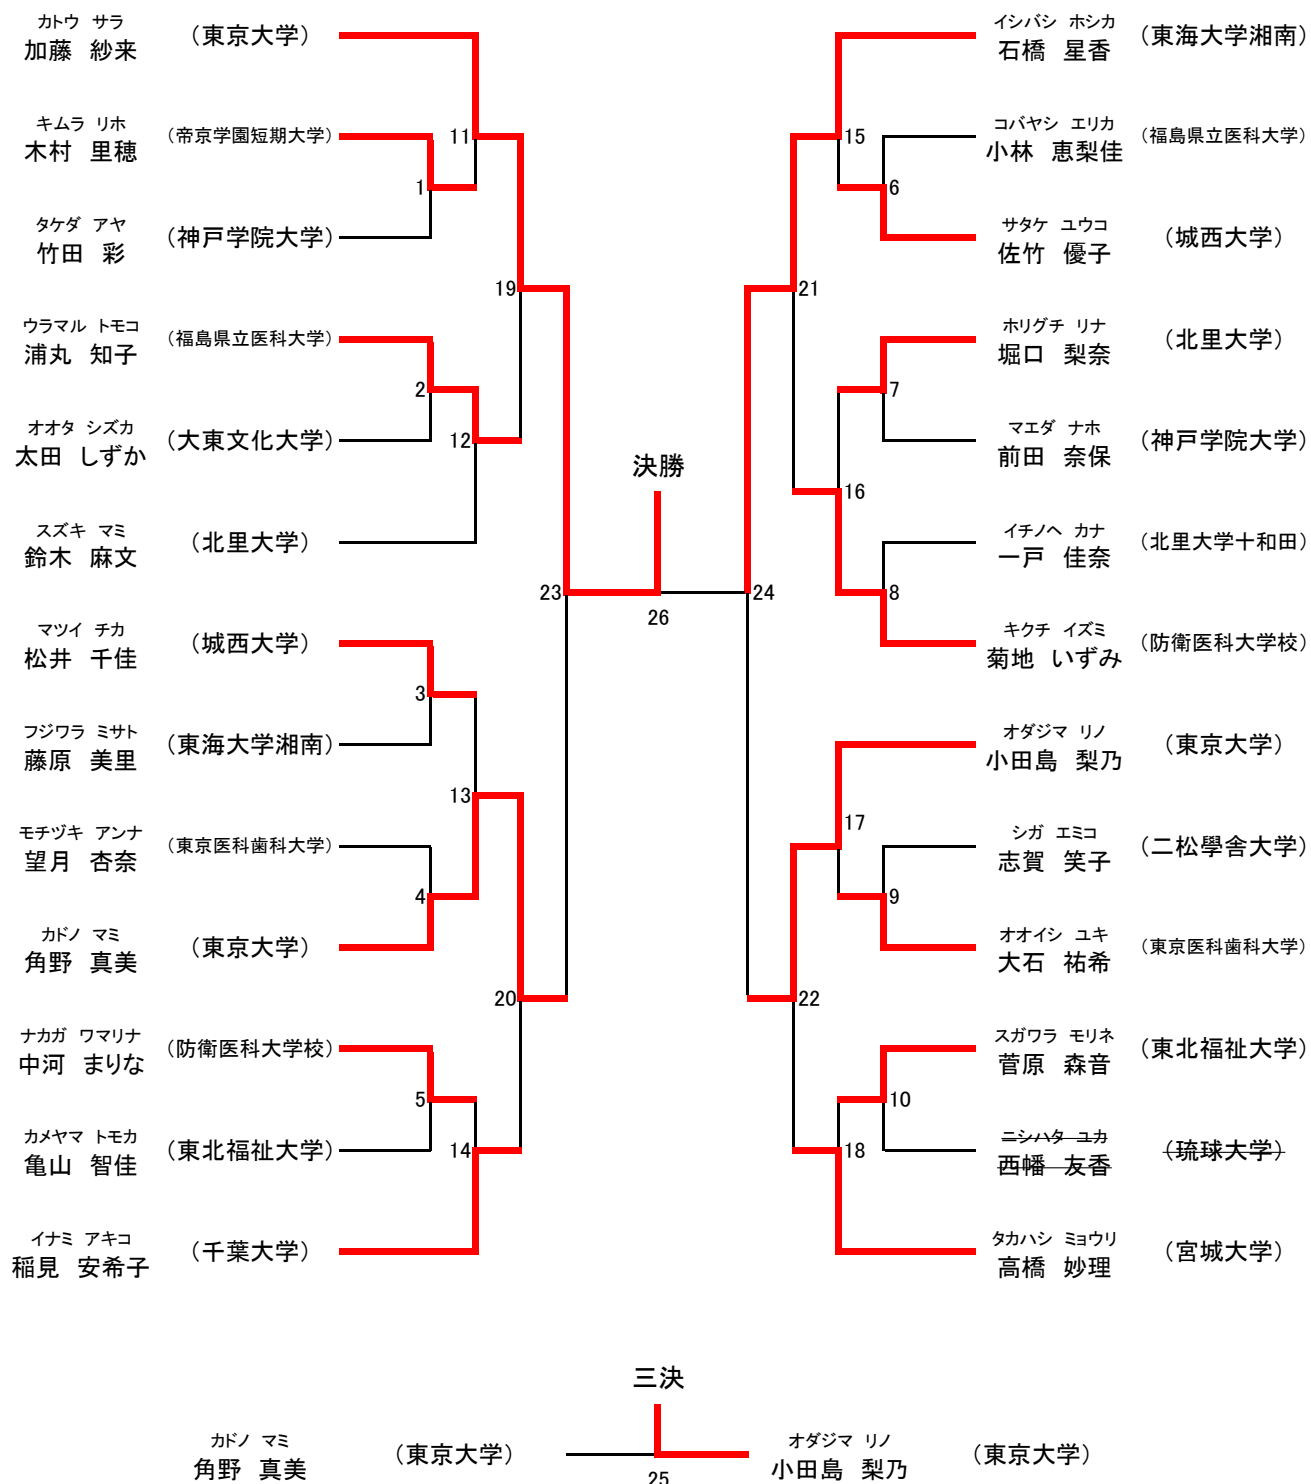 カトウ サラ
加藤 紗来 (東京大学)
キムラ リホ
木村 里穂 (帝京学園短期大学)
タケダ アヤ
竹田 彩 (神戸学院大学)
ウラマル トモコ
浦丸 知子 (福島県立医科大学)
オオタ シズカ
太田 しずか (大東文化大学)
スズキ マミ
鈴木 麻文 (北里大学)
マツイ チカ
松井 千佳 (城西大学)
フジワラ ミサト
藤原 美里 (東海大学湘南)
モチヅキ アンナ
望月 杏奈 (東京医科歯科大学)
カドノ マミ
角野 真美 (東京大学)
ナカガ ワマリナ
中河 まりな (防衛医科大学校)
カメヤマ トモカ
亀山 智佳 (東北福祉大学)
イナミ アキコ
稲見 安希子 (千葉大学)
1
2
3
4
5
11
12
13
14
19
20
23
決勝
26
24
21
22
15
16
17
18
6
7
8
9
10
イシバシ ホシカ
石橋 星香 (東海大学湘南)
コバヤシ エリカ
小林 恵梨佳 (福島県立医科大学)
サタケ ユウコ
佐竹 優子 (城西大学)
ホリグチ リナ
堀口 梨奈 (北里大学)
マエダ ナホ
前田 奈保 (神戸学院大学)
イチノヘ カナ
一戸 佳奈 (北里大学十和田)
キクチ イズミ
菊地 いずみ (防衛医科大学校)
オダジマ リノ
小田島 梨乃 (東京大学)
シガ エミコ
志賀 笑子 (二松學舎大学)
オオイシ ユキ
大石 祐希 (東京医科歯科大学)
スガワラ モリネ
菅原 森音 (東北福祉大学)
ニシハタ ユカ
西幡 友香 (琉球大学)
タカハシ ミョウリ
高橋 妙理 (宮城大学)
三決
カドノ マミ
角野 真美 (東京大学)
25
オダジマ リノ
小田島 梨乃 (東京大学)